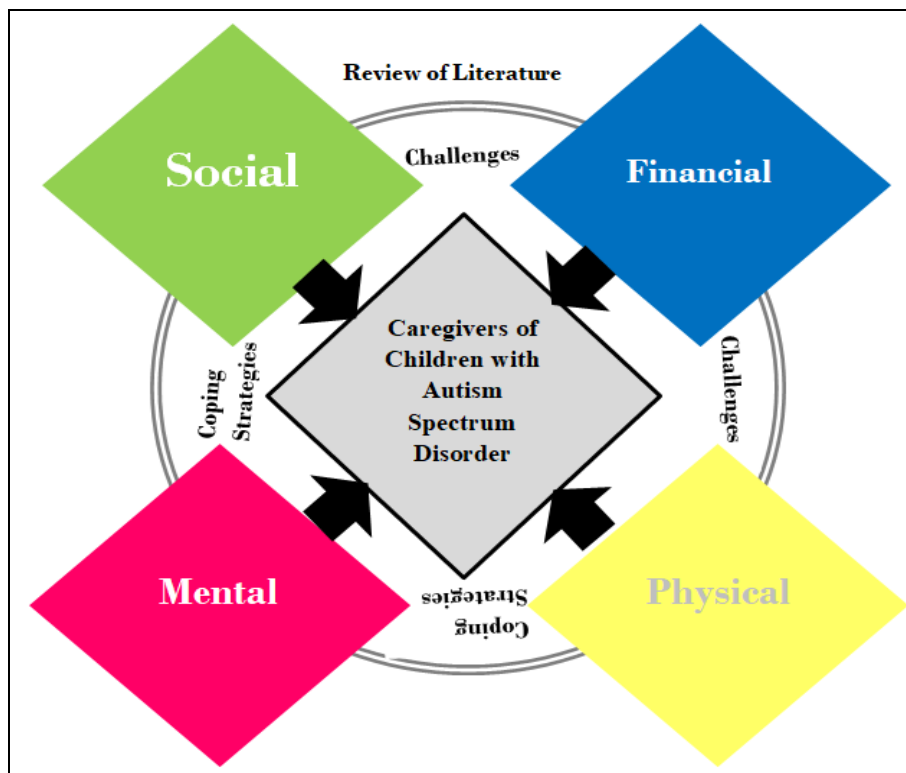 Review of Literature
Challenges
Social
Financial
Caregivers of
Children with
Autism
Spectrum
Disorder
Coping
Strategies
Challenges
Mental
Physical
Coping
Strategies